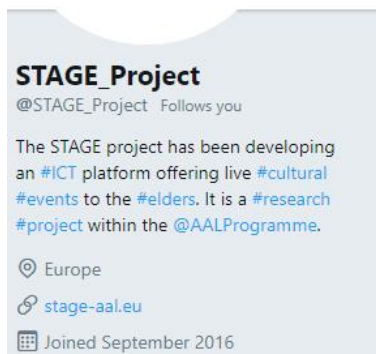 STAGE_Project
@STAGE_Project Follows you
The STAGE project has been developing
an #ICT platform offering live #cultural
#events to the #elders. It is a #research
#project within the @AALProgramme.
Europe
stage-aal.eu
Joined September 2016